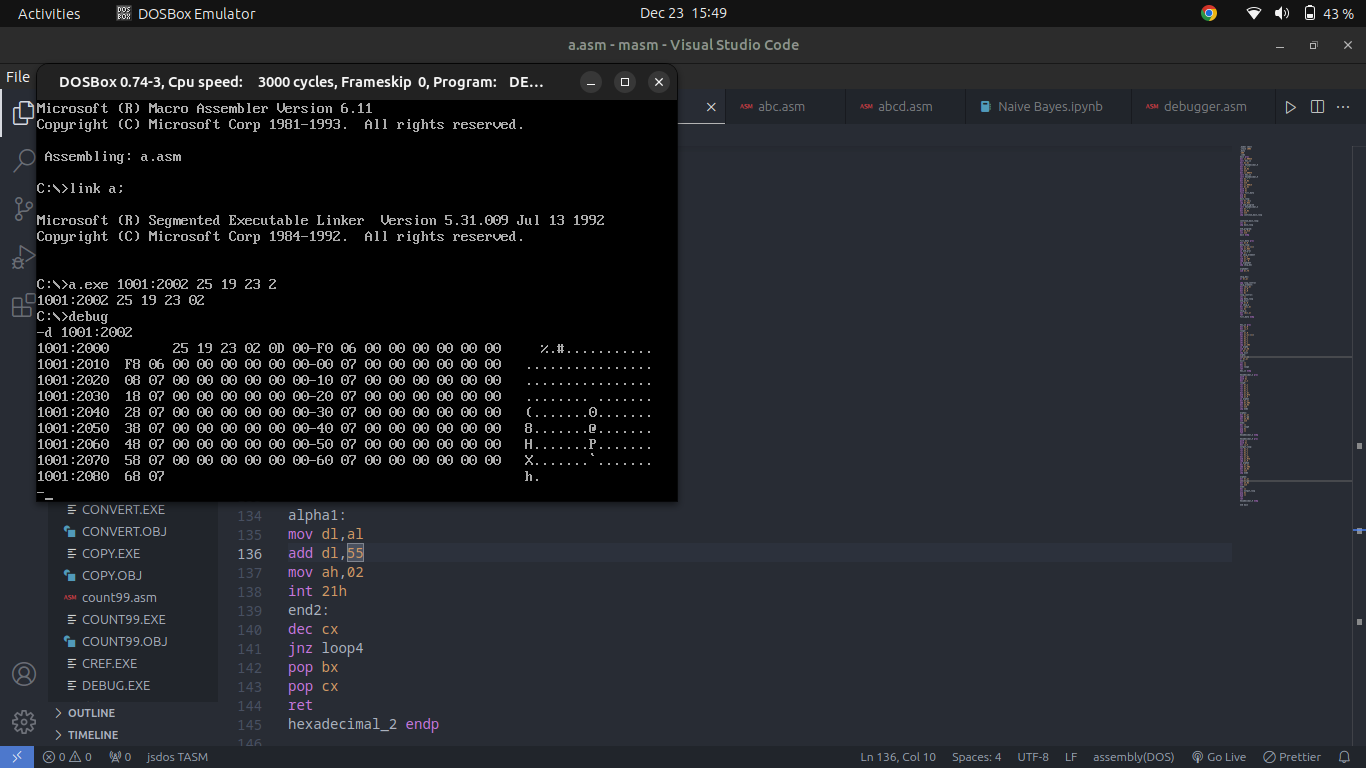 Activities DOSBox Emulator Dec 23 15:49 43 %
a.asm - masm - Visual Studio Code
File
DOSBox 0.74-3, Cpu speed: 3000 cycles, Frameskip 0, Program: DE...
abc.asm abcd.asm Naive Bayes.ipynb debugger.asm
Microsoft (R) Macro Assembler Version 6.11
Copyright (C) Microsoft Corp 1981-1993. All rights reserved.
Assembling: a.asm
C:\>link a;
Microsoft (R) Segmented Executable Linker Version 5.31.009 Jul 13 1992
Copyright (C) Microsoft Corp 1984-1992. All rights reserved.
C:\>a.exe 1001:2002 25 19 23 2
1001:2002 25 19 23 02
C:\>debug
-d 1001:2002
1001:2000 25 19 23 02 0D 00-F0 06 00 00 00 00 00 00 %.#...........
1001:2010 F8 06 00 00 00 00 00 00-00 07 00 00 00 00 00 00 ................
1001:2020 08 07 00 00 00 00 00 00-10 07 00 00 00 00 00 00 ................
1001:2030 18 07 00 00 00 00 00 00-20 07 00 00 00 00 00 00 ........ .......
1001:2040 28 07 00 00 00 00 00 00-30 07 00 00 00 00 00 00 (.......0.......
1001:2050 38 07 00 00 00 00 00 00-40 07 00 00 00 00 00 00 8.......@.......
1001:2060 48 07 00 00 00 00 00 00-50 07 00 00 00 00 00 00 H.......P.......
1001:2070 58 07 00 00 00 00 00 00-60 07 00 00 00 00 00 00 X.......`.......
1001:2080 68 07 h.
-_
CONVERT.EXE
CONVERT.OBJ
COPY.EXE
COPY.OBJ
count99.asm
COUNT99.EXE
COUNT99.OBJ
CREF.EXE
DEBUG.EXE
OUTLINE
TIMELINE
134 alpha1:
135 mov dl,al
136 add dl,55
137 mov ah,02
138 int 21h
139 end2:
140 dec cx
141 jnz loop4
142 pop bx
143 pop cx
144 ret
145 hexadecimal_2 endp
146
0 0 0 jsdos TASM Ln 136, Col 10 Spaces: 4 UTF-8 LF assembly(DOS) Go Live Prettier